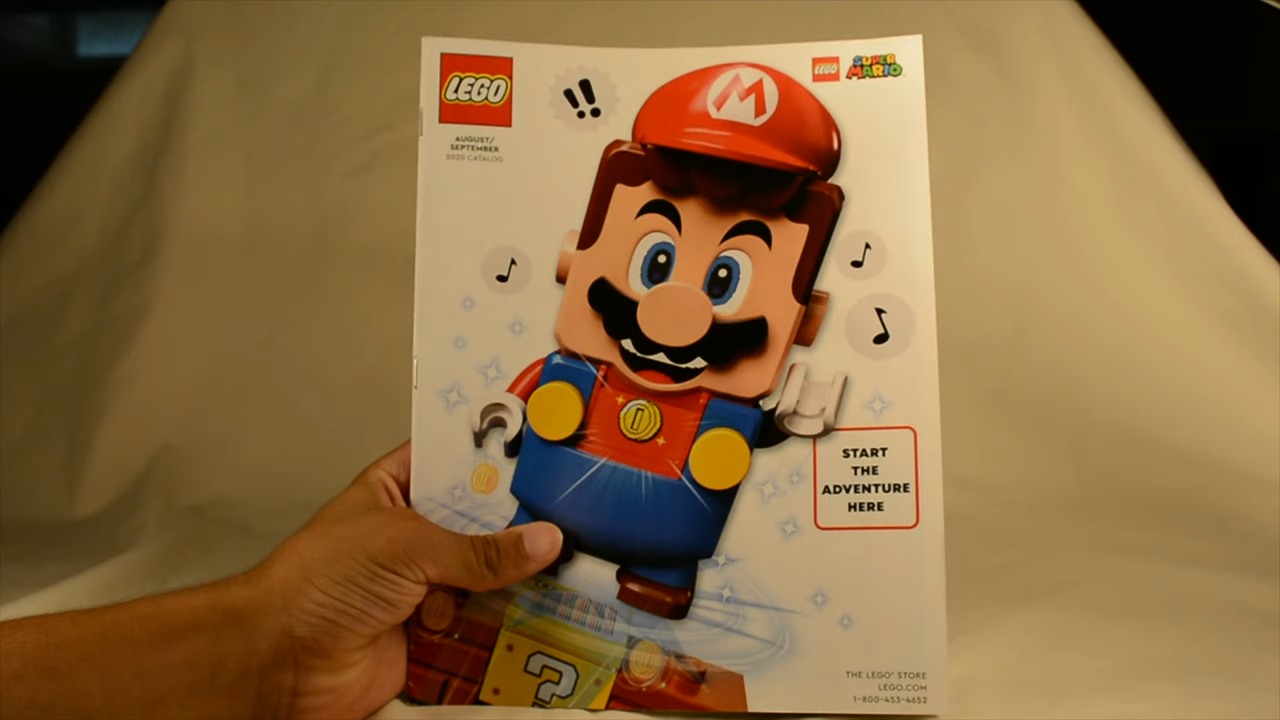 LEGO
AUGUST/
SEPTEMBER
2020 CATALOG
!!
LEGO
SUPER
MARIO
M
START
THE
ADVENTURE
HERE
?
THE LEGO® STORE
LEGO.COM
1-800-453-4652